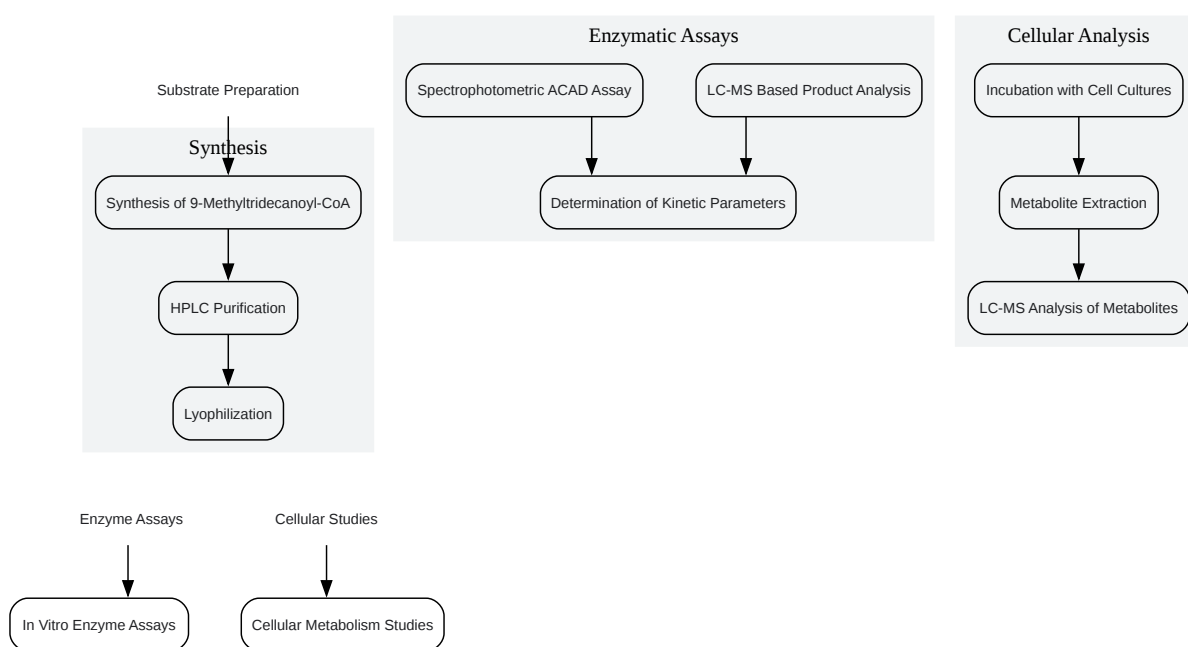 Substrate Preparation
Synthesis
Synthesis of 9-Methyltridecanoyl-CoA
HPLC Purification
Lyophilization
Enzymatic Assays
Spectrophotometric ACAD Assay
LC-MS Based Product Analysis
Determination of Kinetic Parameters
Cellular Analysis
Incubation with Cell Cultures
Metabolite Extraction
LC-MS Analysis of Metabolites
Enzyme Assays
In Vitro Enzyme Assays
Cellular Studies
Cellular Metabolism Studies